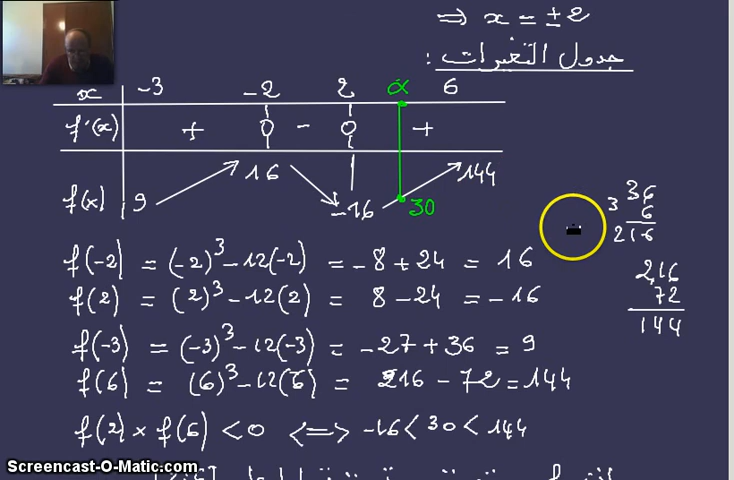 ⇒ x = ±2
جدول التغيرات :
x -3 -2 2 α 6
f'(x) + 0 - 0 +
f(x) 9 16 -16 30 144
36
3 6
216
216
72
144
f(-2) = (-2)³-12(-2) = -8+24 = 16
f(2) = (2)³-12(2) = 8-24 = -16
f(-3) = (-3)³-12(-3) = -27+36 = 9
f(6) = (6)³-12(6) = 216-72 = 144
f(2) × f(6) < 0 <=> -16 < 30 < 144
Screencast-O-Matic.com